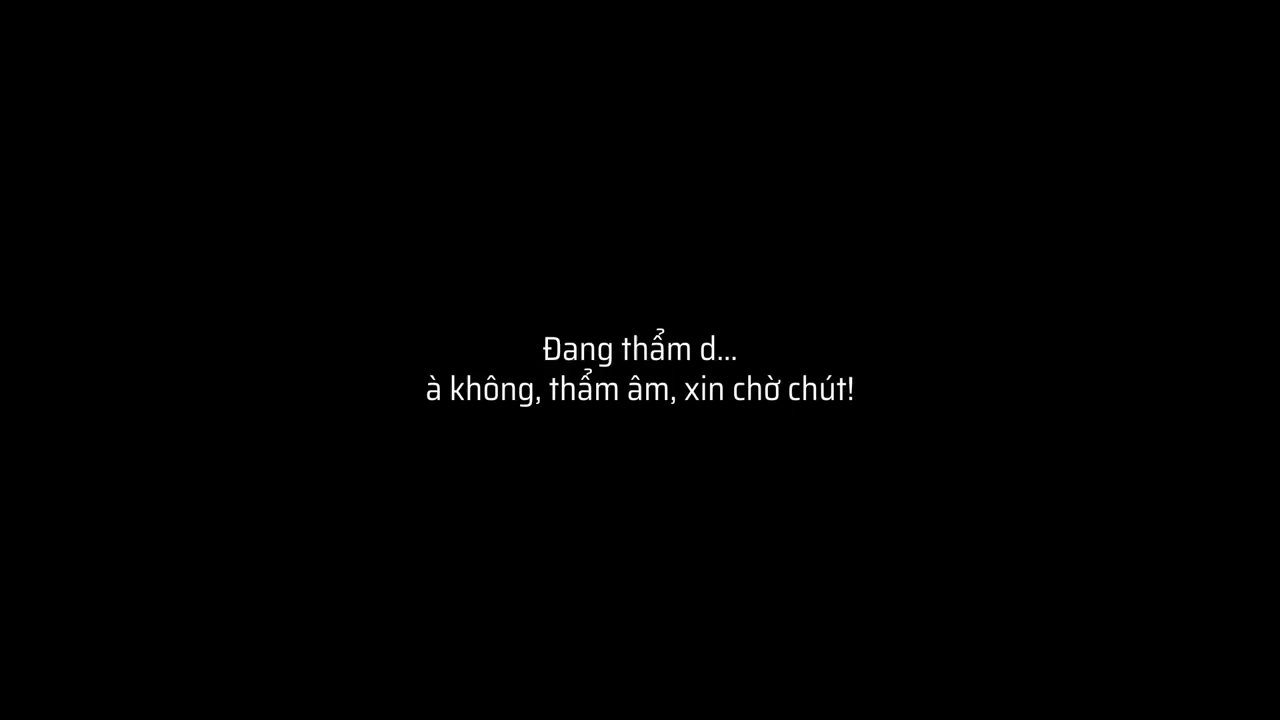 Đang thẩm d...
à không, thẩm âm, xin chờ chút!